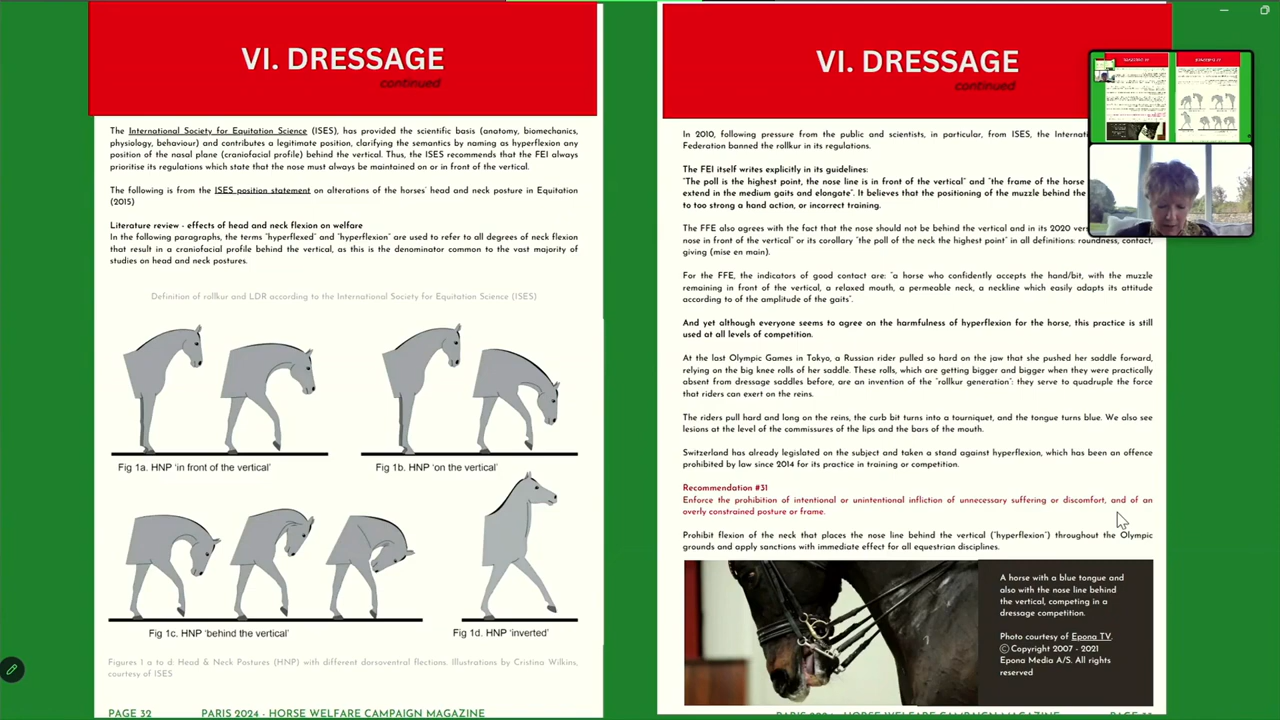 VI. DRESSAGE
continued
The International Society for Equitation Science (ISES), has provided the scientific basis (anatomy, biomechanics,
physiology, behaviour) and contributes a legitimate position, clarifying the semantics by naming as hyperflexion any
position of the nasal plane (craniofacial profile) behind the vertical. Thus, the ISES recommends that the FEI always
prioritise its regulations which state that the nose must always be maintained on or in front of the vertical.
The following is from the ISES position statement on alterations of the horses' head and neck posture in Equitation
(2015)
Literature review - effects of head and neck flexion on welfare
In the following paragraphs, the terms "hyperflexed" and "hyperflexion" are used to refer to all degrees of neck flexion
that result in a craniofacial profile behind the vertical, as this is the denominator common to the vast majority of
studies on head and neck postures.
Definition of rollkur and LDR according to the International Society for Equitation Science (ISES)
Fig 1a. HNP 'in front of the vertical'
Fig 1b. HNP 'on the vertical'
Fig 1c. HNP 'behind the vertical'
Fig 1d. HNP 'inverted'
Figures 1 a to d: Head & Neck Postures (HNP) with different dorsoventral flections. Illustrations by Cristina Wilkins,
courtesy of ISES
PAGE 32
PARIS 2024 - HORSE WELFARE CAMPAIGN MAGAZINE
VI. DRESSAGE
continued
In 2010, following pressure from the public and scientists, in particular, from ISES, the
Federation banned the rollkur in its regulations.
The FEI itself writes explicitly in its guidelines:
"The poll is the highest point, the nose line is in front of the vertical" and "the frame of the horse
extend in the medium gaits and elongate". It believes that the positioning of the muzzle behind the
to too strong a hand action, or incorrect training.
The FFE also agrees with the fact that the nose should not be behind the vertical and in its 2020
nose in front of the vertical" or its corollary "the poll of the neck the highest point" in all definitions: roundness, contact,
giving (mise en main).
For the FFE, the indicators of good contact are: "a horse who confidently accepts the hand/bit, with the muzzle
remaining in front of the vertical, a relaxed mouth, a permeable neck, a neckline which easily adapts its attitude
according to of the amplitude of the gaits".
And yet although everyone seems to agree on the harmfulness of hyperflexion for the horse, this practice is still
used at all levels of competition.
At the last Olympic Games in Tokyo, a Russian rider pulled so hard on the jaw that she pushed her saddle forward,
relying on the big knee rolls of her saddle. These rolls, which are getting bigger and bigger when they were practically
absent from dressage saddles before, are an invention of the "rollkur generation": they serve to quadruple the force
that riders can exert on the reins.
The riders pull hard and long on the reins, the curb bit turns into a tourniquet, and the tongue turns blue. We also see
lesions at the level of the commissures of the lips and the bars of the mouth.
Switzerland has already legislated on the subject and taken a stand against hyperflexion, which has been an offence
prohibited by law since 2014 for its practice in training or competition.
Recommendation #31
Enforce the prohibition of intentional or unintentional infliction of unnecessary suffering or discomfort, and of an
overly constrained posture or frame.
Prohibit flexion of the neck that places the nose line behind the vertical ("hyperflexion") throughout the Olympic
grounds and apply sanctions with immediate effect for all equestrian disciplines.
A horse with a blue tongue and
also with the nose line behind
the vertical, competing in a
dressage competition.
Photo courtesy of Epona TV.
© Copyright 2007 - 2021
Epona Media A/S. All rights
reserved